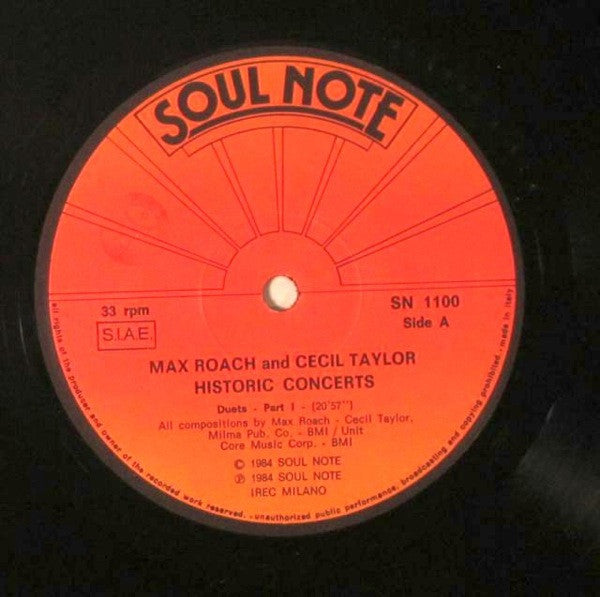 SOUL NOTE
33 rpm
S.I.A.E.
SN 1100
Side A
MAX ROACH and CECIL TAYLOR
HISTORIC CONCERTS
Duets - Part I - (20'57'')
All compositions by Max Roach - Cecil Taylor,
Milma Pub. Co. - BMI / Unit
Core Music Corp. - BMI
© 1984 SOUL NOTE
℗ 1984 SOUL NOTE
IREC MILANO
all rights of the producer and owner of the recorded work reserved. -unauthorized public performance, broadcasting and copying prohibited. made in italy